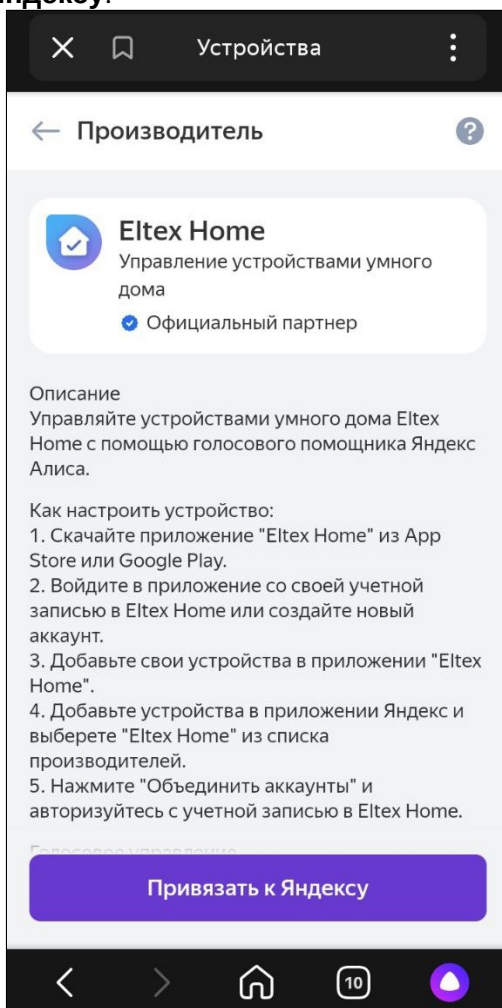 ндексу.
Устройства
Производитель
?
Eltex Home
Управление устройствами умного
дома
Официальный партнер
Описание
Управляйте устройствами умного дома Eltex
Home с помощью голосового помощника Яндекс
Алиса.
Как настроить устройство:
1. Скачайте приложение "Eltex Home" из App
Store или Google Play.
2. Войдите в приложение со своей учетной
записью в Eltex Home или создайте новый
аккаунт.
3. Добавьте свои устройства в приложении "Eltex
Home".
4. Добавьте устройства в приложении Яндекс и
выберете "Eltex Home" из списка
производителей.
5. Нажмите "Объединить аккаунты" и
авторизуйтесь с учетной записью в Eltex Home.
Голосовое управление
Привязать к Яндексу
10